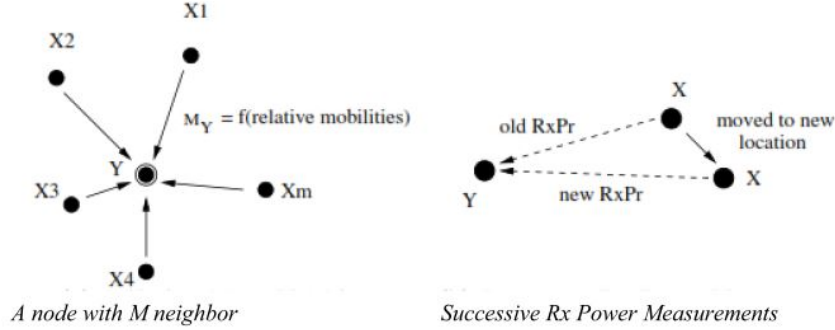 X1
X2
M_Y = f(relative mobilities)
Y
X3
Xm
X4
A node with M neighbor
X
old RxPr
moved to new
location
X
Y
new RxPr
Successive Rx Power Measurements